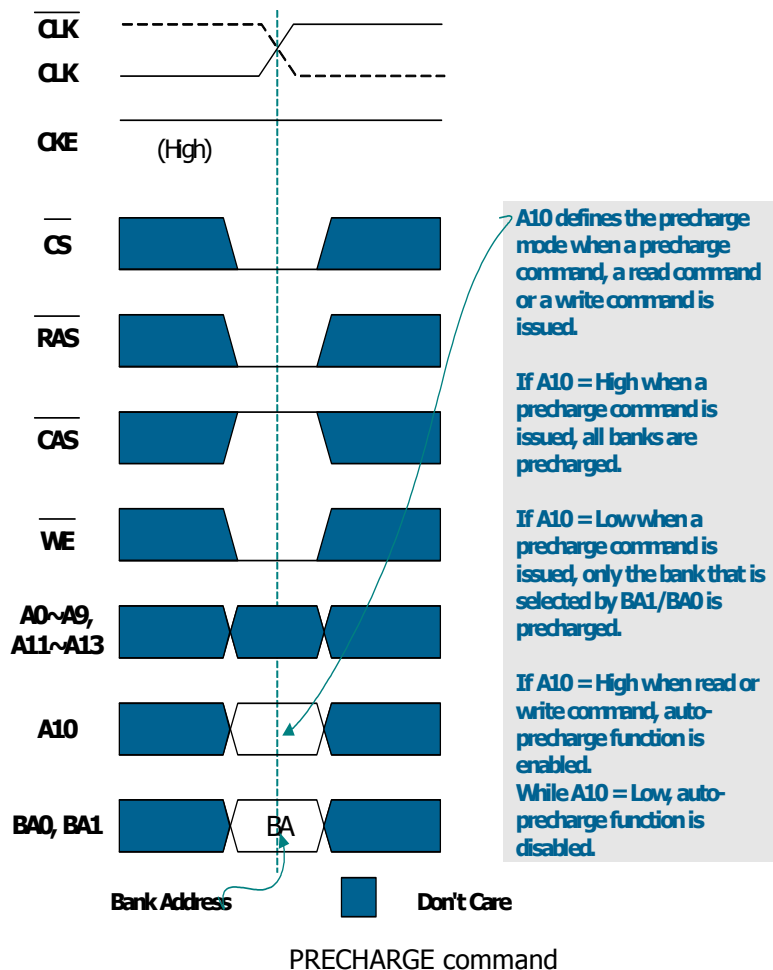 CLK
CLK
CKE
(High)
CS
RAS
CAS
WE
A0~A9,
A11~A13
A10
BA0, BA1
BA
Bank Address
Don't Care
A10 defines the precharge
mode when a precharge
command, a read command
or a write command is
issued.
If A10 = High when a
precharge command is
issued, all banks are
precharged.
If A10 = Low when a
precharge command is
issued, only the bank that is
selected by BA1/BA0 is
precharged.
If A10 = High when read or
write command, auto-
precharge function is
enabled.
While A10 = Low, auto-
precharge function is
disabled.
PRECHARGE command